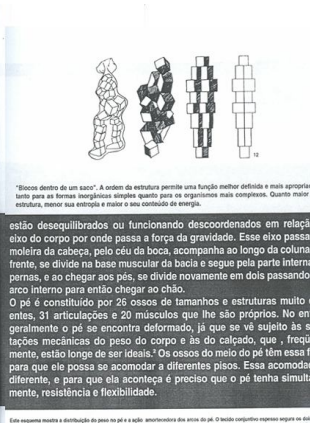 12
"Blocos dentro de um saco". A ordem da estrutura permite uma função melhor definida e mais apropria
tanto para as formas inorgânicas simples quanto para os organismos mais complexos. Quanto maior
estrutura, menor sua entropia e maior o seu conteúdo de energia.
estão desequilibrados ou funcionando descoordenados em relaçã
eixo do corpo por onde passa a força da gravidade. Esse eixo passa
moleira da cabeça, pelo céu da boca, acompanha ao longo da coluna
frente, se divide na base muscular da bacia e segue pela parte interna
pernas, e ao chegar aos pés, se divide novamente em dois passando
arco interno para então chegar ao chão.
O pé é constituído por 26 ossos de tamanhos e estruturas muito
entes, 31 articulações e 20 músculos que lhe são próprios. No en
geralmente o pé se encontra deformado, já que se vê sujeito às s
tações mecânicas do peso do corpo e às do calçado, que, freqü
mente, estão longe de ser ideais.² Os ossos do meio do pé têm essa f
para que ele possa se acomodar a diferentes pisos. Essa acomoda
diferente, e para que ela aconteça é preciso que o pé tenha simult
mente, resistência e flexibilidade.
Este esquema mostra a distribuição do peso no pé e a ação amortecedora dos arcos do pé. O tecido conjuntivo espesso segura os do